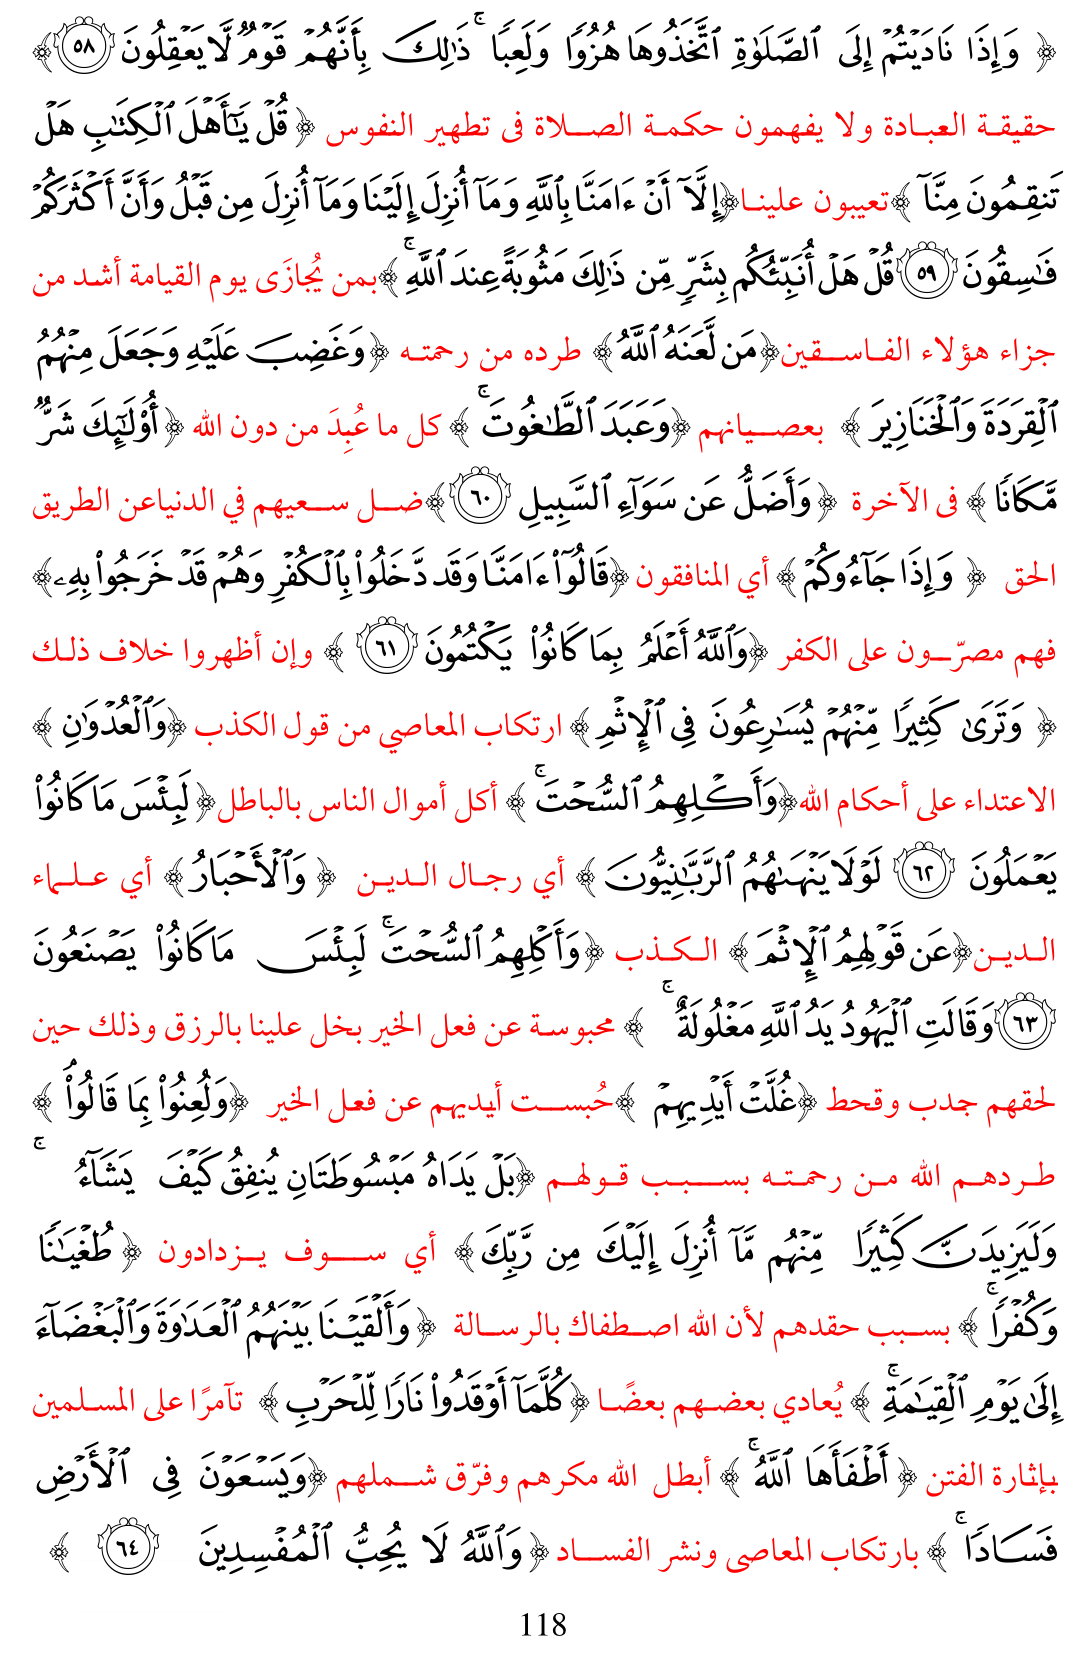 ﴿ وَإِذَا نَادَيْتُمْ إِلَى ٱلصَّلَوٰةِ ٱتَّخَذُوهَا هُزُوًا وَلَعِبًا ۚ ذَٰلِكَ بِأَنَّهُمْ قَوْمٌ لَّا يَعْقِلُونَ ٥٨ ﴾
حقيقة العبادة ولا يفهمون حكمة الصلاة فى تطهير النفوس ﴿ قُلْ يَٰٓأَهْلَ ٱلْكِتَٰبِ هَلْ
تَنقِمُونَ مِنَّآ ﴾ تعيبون علينا ﴿ إِلَّآ أَنْ ءَامَنَّا بِٱللَّهِ وَمَآ أُنزِلَ إِلَيْنَا وَمَآ أُنزِلَ مِن قَبْلُ وَأَنَّ أَكْثَرَكُمْ
فَٰسِقُونَ ٥٩ قُلْ هَلْ أُنَبِّئُكُم بِشَرٍّ مِّن ذَٰلِكَ مَثُوبَةً عِندَ ٱللَّهِ ۚ ﴾ بمن يُجازَى يوم القيامة أشد من
جزاء هؤلاء الفاسقين ﴿ مَن لَّعَنَهُ ٱللَّهُ ﴾ طرده من رحمته ﴿ وَغَضِبَ عَلَيْهِ وَجَعَلَ مِنْهُمُ
ٱلْقِرَدَةَ وَٱلْخَنَازِيرَ ﴾ بعصيانهم ﴿ وَعَبَدَ ٱلطَّٰغُوتَ ۚ ﴾ كل ما عُبِدَ من دون الله ﴿ أُو۟لَٰٓئِكَ شَرٌّ
مَّكَانًا ﴾ فى الآخرة ﴿ وَأَضَلُّ عَن سَوَآءِ ٱلسَّبِيلِ ٦٠ ﴾ ضل سعيهم في الدنيا عن الطريق
الحق ﴿ وَإِذَا جَآءُوكُمْ ﴾ أي المنافقون ﴿ قَالُوٓا۟ ءَامَنَّا وَقَد دَّخَلُوا۟ بِٱلْكُفْرِ وَهُمْ قَدْ خَرَجُوا۟ بِهِۦ ﴾
فهم مصرّون على الكفر ﴿ وَٱللَّهُ أَعْلَمُ بِمَا كَانُوا۟ يَكْتُمُونَ ٦١ ﴾ وإن أظهروا خلاف ذلك
﴿ وَتَرَىٰ كَثِيرًا مِّنْهُمْ يُسَٰرِعُونَ فِى ٱلْإِثْمِ ﴾ ارتكاب المعاصي من قول الكذب ﴿ وَٱلْعُدْوَٰنِ ﴾
الاعتداء على أحكام الله ﴿ وَأَكْلِهِمُ ٱلسُّحْتَ ۚ ﴾ أكل أموال الناس بالباطل ﴿ لَبِئْسَ مَا كَانُوا۟
يَعْمَلُونَ ٦٢ لَوْلَا يَنْهَىٰهُمُ ٱلرَّبَّٰنِيُّونَ ﴾ أي رجال الدين ﴿ وَٱلْأَحْبَارُ ﴾ أي علماء
الدين ﴿ عَن قَوْلِهِمُ ٱلْإِثْمَ ﴾ الكذب ﴿ وَأَكْلِهِمُ ٱلسُّحْتَ ۚ لَبِئْسَ مَا كَانُوا۟ يَصْنَعُونَ
٦٣ وَقَالَتِ ٱلْيَهُودُ يَدُ ٱللَّهِ مَغْلُولَةٌ ۚ ﴾ محبوسة عن فعل الخير بخل علينا بالرزق وذلك حين
لحقهم جدب وقحط ﴿ غُلَّتْ أَيْدِيهِمْ ﴾ حُبست أيديهم عن فعل الخير ﴿ وَلُعِنُوا۟ بِمَا قَالُوا۟ ۘ ﴾
طردهم الله من رحمته بسبب قولهم ﴿ بَلْ يَدَاهُ مَبْسُوطَتَانِ يُنفِقُ كَيْفَ يَشَآءُ ۚ
وَلَيَزِيدَنَّ كَثِيرًا مِّنْهُم مَّآ أُنزِلَ إِلَيْكَ مِن رَّبِّكَ ﴾ أي سوف يزدادون ﴿ طُغْيَٰنًا
وَكُفْرًا ۚ ﴾ بسبب حقدهم لأن الله اصطفاك بالرسالة ﴿ وَأَلْقَيْنَا بَيْنَهُمُ ٱلْعَدَٰوَةَ وَٱلْبَغْضَآءَ
إِلَىٰ يَوْمِ ٱلْقِيَٰمَةِ ۚ ﴾ يُعادي بعضهم بعضًا ﴿ كُلَّمَآ أَوْقَدُوا۟ نَارًا لِّلْحَرْبِ ﴾ تآمرًا على المسلمين
بإثارة الفتن ﴿ أَطْفَأَهَا ٱللَّهُ ۚ ﴾ أبطل الله مكرهم وفرّق شملهم ﴿ وَيَسْعَوْنَ فِى ٱلْأَرْضِ
فَسَادًا ۚ ﴾ بارتكاب المعاصى ونشر الفساد ﴿ وَٱللَّهُ لَا يُحِبُّ ٱلْمُفْسِدِينَ ٦٤ ﴾
118